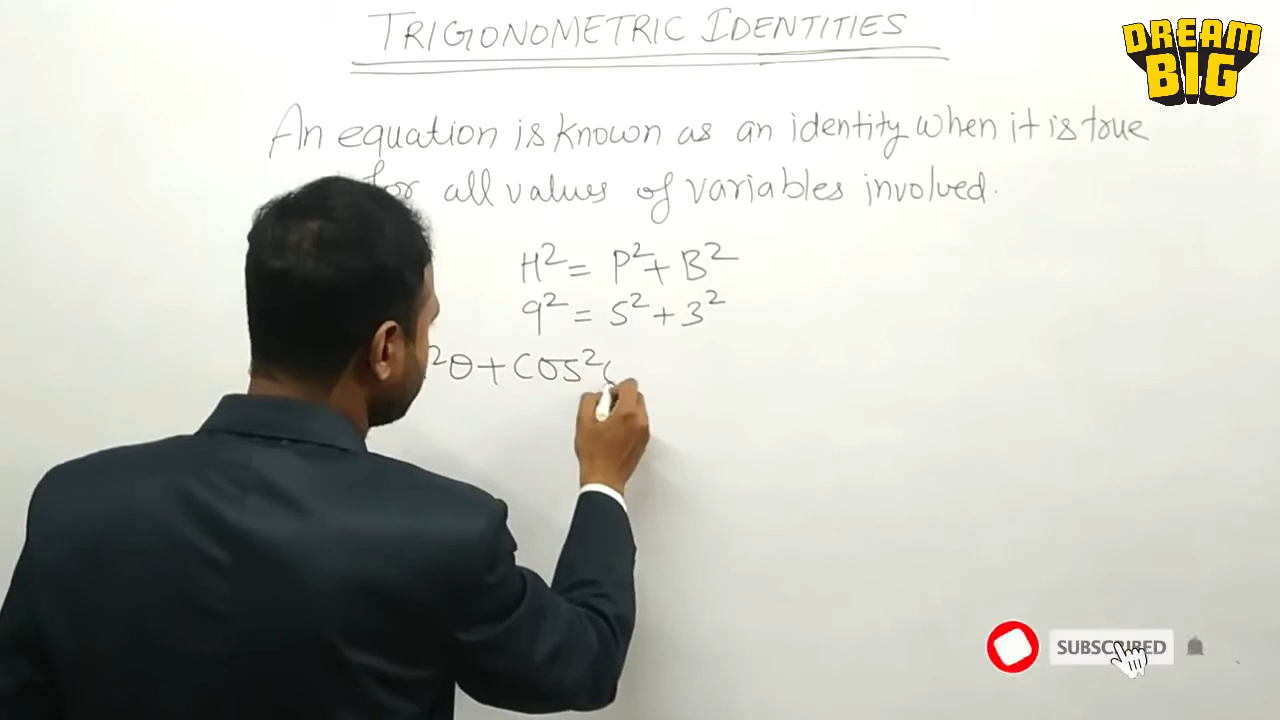 TRIGONOMETRIC IDENTITIES
DREAM
BIG
An equation is known as an identity when it is true
for all values of variables involved.
H² = P² + B²
9² = 5² + 3²
²θ + cos²
SUBSCRIBED